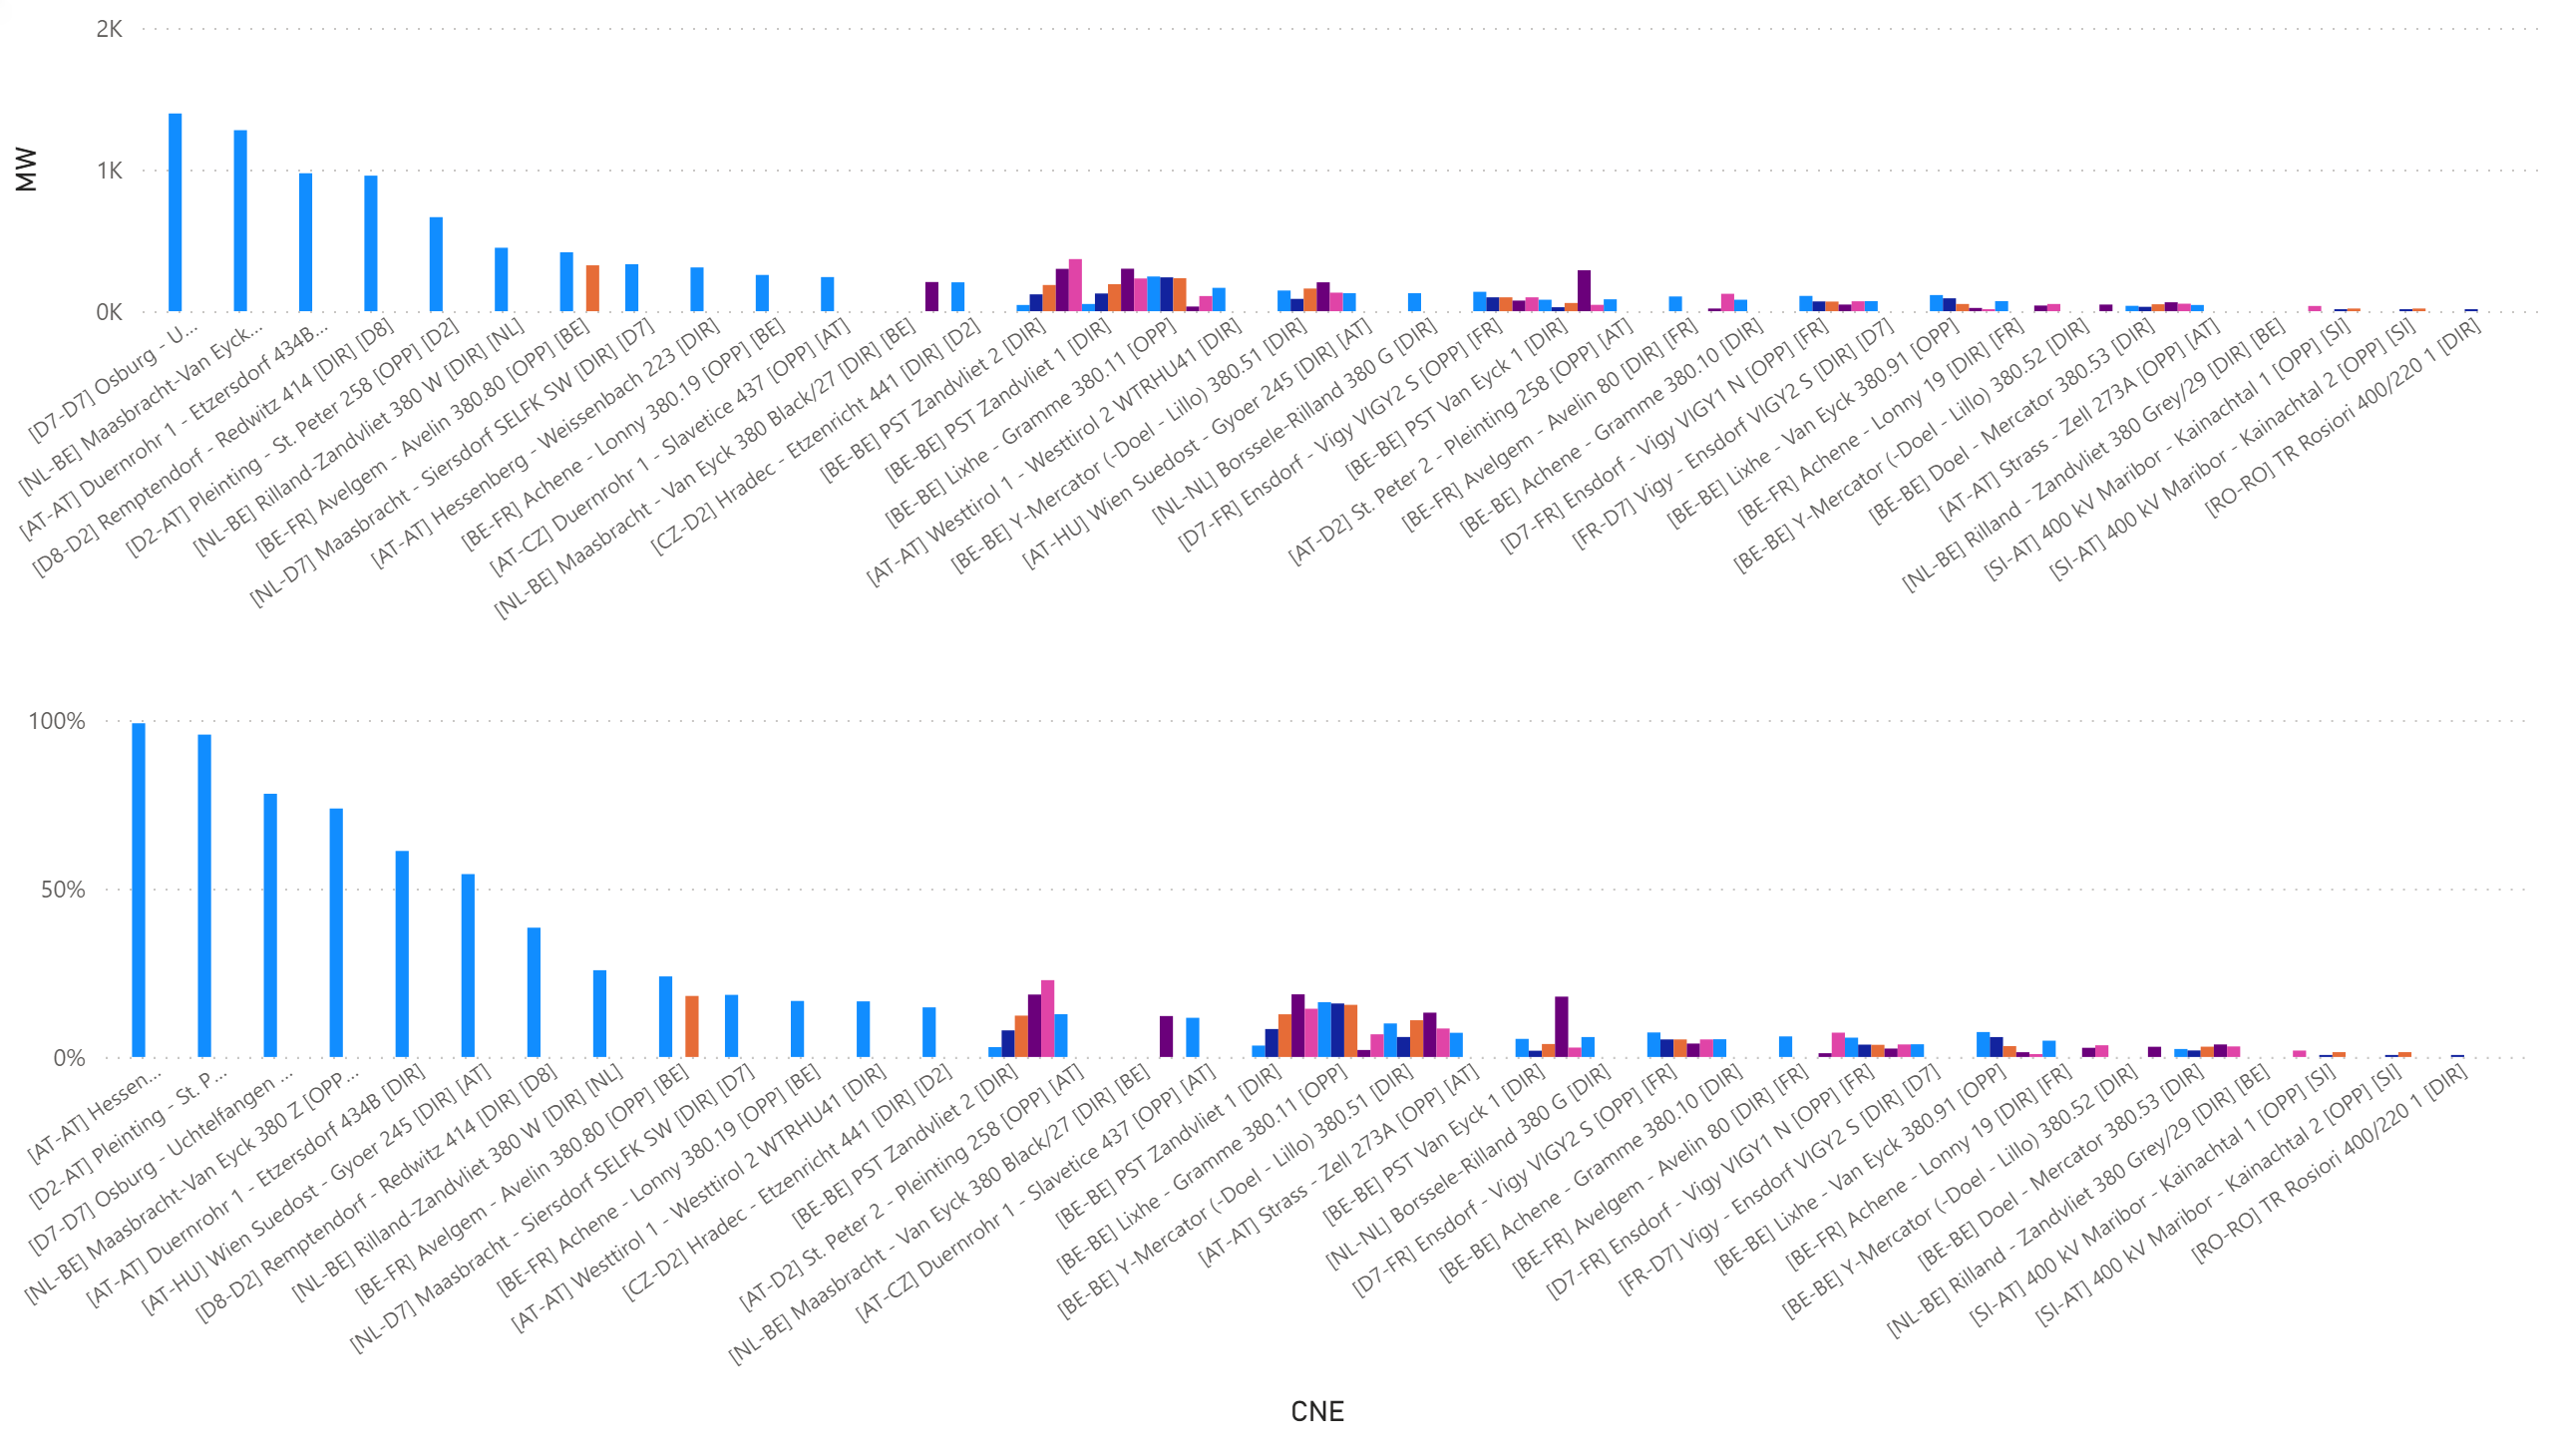 2K
1K
0K
MW
[D7-D7] Osburg - U...
[NL-BE] Maasbracht-Van Eyck...
[AT-AT] Duernrohr 1 - Etzersdorf 434B...
[D8-D2] Remptendorf - Redwitz 414 [DIR] [D8]
[D2-AT] Pleinting - St. Peter 258 [OPP] [D2]
[NL-BE] Rilland-Zandvliet 380 W [DIR] [NL]
[BE-FR] Avelgem - Avelin 380.80 [OPP] [BE]
[NL-D7] Maasbracht - Siersdorf SELFK SW [DIR] [D7]
[AT-AT] Hessenberg - Weissenbach 223 [DIR]
[BE-FR] Achene - Lonny 380.19 [OPP] [BE]
[AT-CZ] Duernrohr 1 - Slavetice 437 [OPP] [AT]
[NL-BE] Maasbracht - Van Eyck 380 Black/27 [DIR] [BE]
[CZ-D2] Hradec - Etzenricht 441 [DIR] [D2]
[BE-BE] PST Zandvliet 2 [DIR]
[BE-BE] PST Zandvliet 1 [DIR]
[BE-BE] Lixhe - Gramme 380.11 [OPP]
[AT-AT] Westtirol 1 - Westtirol 2 WTRHU41 [DIR]
[BE-BE] Y-Mercator (-Doel - Lillo) 380.51 [DIR]
[AT-HU] Wien Suedost - Gyoer 245 [DIR] [AT]
[NL-NL] Borssele-Rilland 380 G [DIR]
[D7-FR] Ensdorf - Vigy VIGY2 S [OPP] [FR]
[BE-BE] PST Van Eyck 1 [DIR]
[AT-D2] St. Peter 2 - Pleinting 258 [OPP] [AT]
[BE-FR] Avelgem - Avelin 80 [DIR] [FR]
[BE-BE] Achene - Gramme 380.10 [DIR]
[D7-FR] Ensdorf - Vigy VIGY1 N [OPP] [FR]
[FR-D7] Vigy - Ensdorf VIGY2 S [DIR] [D7]
[BE-BE] Lixhe - Van Eyck 380.91 [OPP]
[BE-FR] Achene - Lonny 19 [DIR] [FR]
[BE-BE] Y-Mercator (-Doel - Lillo) 380.52 [DIR]
[BE-BE] Doel - Mercator 380.53 [DIR]
[AT-AT] Strass - Zell 273A [OPP] [AT]
[NL-BE] Rilland - Zandvliet 380 Grey/29 [DIR] [BE]
[SI-AT] 400 kV Maribor - Kainachtal 1 [OPP] [SI]
[SI-AT] 400 kV Maribor - Kainachtal 2 [OPP] [SI]
[RO-RO] TR Rosiori 400/220 1 [DIR]
100%
50%
0%
[AT-AT] Hessen...
[D2-AT] Pleinting - St. P...
[D7-D7] Osburg - Uchtelfangen ...
[NL-BE] Maasbracht-Van Eyck 380 Z [OPP...
[AT-AT] Duernrohr 1 - Etzersdorf 434B [DIR]
[AT-HU] Wien Suedost - Gyoer 245 [DIR] [AT]
[D8-D2] Remptendorf - Redwitz 414 [DIR] [D8]
[NL-BE] Rilland-Zandvliet 380 W [DIR] [NL]
[BE-FR] Avelgem - Avelin 380.80 [OPP] [BE]
[NL-D7] Maasbracht - Siersdorf SELFK SW [DIR] [D7]
[BE-FR] Achene - Lonny 380.19 [OPP] [BE]
[AT-AT] Westtirol 1 - Westtirol 2 WTRHU41 [DIR]
[CZ-D2] Hradec - Etzenricht 441 [DIR] [D2]
[BE-BE] PST Zandvliet 2 [DIR]
[AT-D2] St. Peter 2 - Pleinting 258 [OPP] [AT]
[NL-BE] Maasbracht - Van Eyck 380 Black/27 [DIR] [BE]
[AT-CZ] Duernrohr 1 - Slavetice 437 [OPP] [AT]
[BE-BE] PST Zandvliet 1 [DIR]
[BE-BE] Lixhe - Gramme 380.11 [OPP]
[BE-BE] Y-Mercator (-Doel - Lillo) 380.51 [DIR]
[AT-AT] Strass - Zell 273A [OPP] [AT]
[BE-BE] PST Van Eyck 1 [DIR]
[NL-NL] Borssele-Rilland 380 G [DIR]
[D7-FR] Ensdorf - Vigy VIGY2 S [OPP] [FR]
[BE-BE] Achene - Gramme 380.10 [DIR]
[BE-FR] Avelgem - Avelin 80 [DIR] [FR]
[D7-FR] Ensdorf - Vigy VIGY1 N [OPP] [FR]
[FR-D7] Vigy - Ensdorf VIGY2 S [DIR] [D7]
[BE-BE] Lixhe - Van Eyck 380.91 [OPP]
[BE-FR] Achene - Lonny 19 [DIR] [FR]
[BE-BE] Y-Mercator (-Doel - Lillo) 380.52 [DIR]
[BE-BE] Doel - Mercator 380.53 [DIR]
[NL-BE] Rilland - Zandvliet 380 Grey/29 [DIR] [BE]
[SI-AT] 400 kV Maribor - Kainachtal 1 [OPP] [SI]
[SI-AT] 400 kV Maribor - Kainachtal 2 [OPP] [SI]
[RO-RO] TR Rosiori 400/220 1 [DIR]
CNE